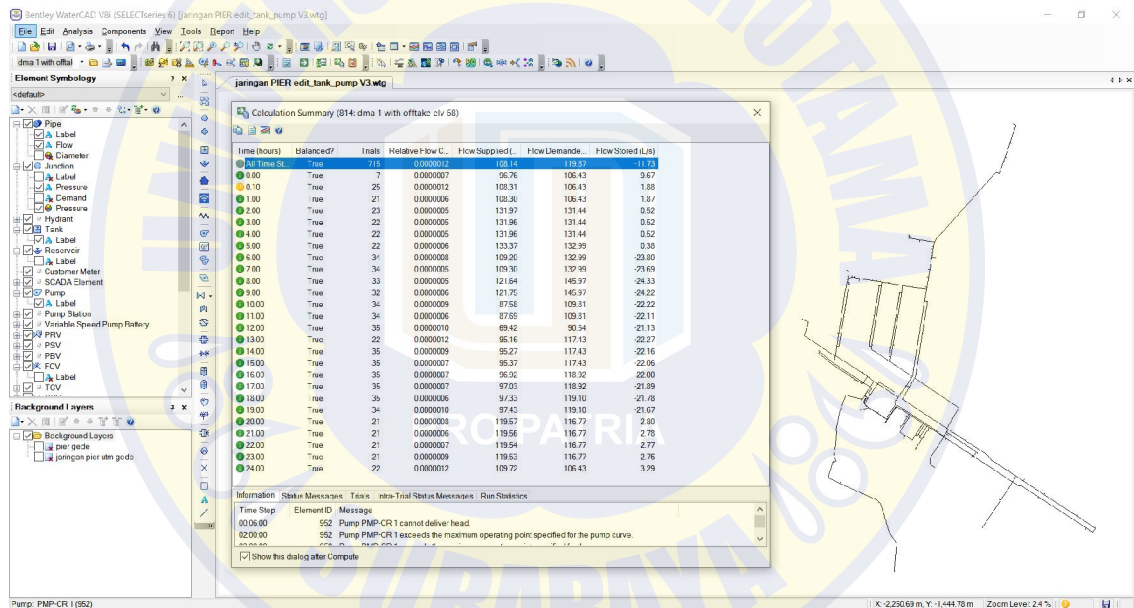 Bentley WaterCAD V8i (SELECTseries 6) [jaringan PIER edit_tank_pump V3.wtg]
File Edit Analysis Components View Tools Report Help
dma 1 with offtal
Element Symbology
<default>
Pipe
Label
Flow
Diameter
Junction
Label
Pressure
Demand
Pressure
Hydrant
Tank
Label
Reservoir
Label
Customer Meter
SCADA Element
Pump
Label
Pump Station
Variable Speed Pump Battery
PRV
PSV
PBV
FCV
Label
TCV
Background Layers
Background Layers
pier gede
jaringan PIER edit_tank_pump V3.wtg
Calculation Summary (814: dma 1 with offtake elv 58)
Time (hours) Balanced? Trials Relative Flow C... Flow Supplied (... Flow Demande... Flow Stored (L/s)
All Time St... True 715 0.0000012 108.14 -11.73
0.00 True 7 0.0000007 96.76 106.43 9.67
0.10 True 25 0.0000012 108.31 106.43 1.88
1.00 True 21 0.0000006 108.30 106.43 1.87
2.00 True 23 0.0000005 131.97 131.44 0.52
3.00 True 22 0.0000005 131.96 131.44 0.52
4.00 True 22 0.0000005 131.96 131.44 0.52
5.00 True 22 0.0000006 133.37 132.99 0.38
6.00 True 34 0.0000008 109.20 132.99 -23.80
7.00 True 34 0.0000005 109.30 132.99 -23.69
8.00 True 33 0.0000005 121.64 145.97 -24.33
9.00 True 32 0.0000006 121.75 145.97 -24.22
10.00 True 34 0.0000009 87.58 109.81 -22.22
11.00 True 34 0.0000006 87.69 109.81 -22.11
12.00 True 35 0.0000010 69.42 90.54 -21.13
13.00 True 22 0.0000012 95.16 117.43 -22.27
14.00 True 35 0.0000009 95.27 117.43 -22.16
15.00 True 35 0.0000007 95.37 117.43 -22.06
16.00 True 35 0.0000007 96.92 118.92 -22.00
17.00 True 35 0.0000007 97.03 118.92 -21.89
18.00 True 35 0.0000006 97.33 119.10 -21.78
19.00 True 34 0.0000010 97.43 119.10 -21.67
20.00 True 21 0.0000008 119.57 116.77 2.80
21.00 True 21 0.0000006 119.56 116.77 2.78
22.00 True 21 0.0000007 119.54 116.77 2.77
23.00 True 21 0.0000009 119.53 116.77 2.76
24.00 True 22 0.0000012 109.72 106.43 3.29
PRO PATRIA
Information Status Messages Trials Intra-Trial Status Messages Run Statistics
Time Step Element ID Message
00:06:00 952 Pump PMP-CR 1 cannot deliver head.
02:00:00 952 Pump PMP-CR 1 exceeds the maximum operating point specified for the pump curve.
Show this dialog after Compute
SURABAYA
Pump: PMP-CR 1 (952)
X: -2,250.69 m, Y: -1,444.78 m Zoom Level: 2.4 %